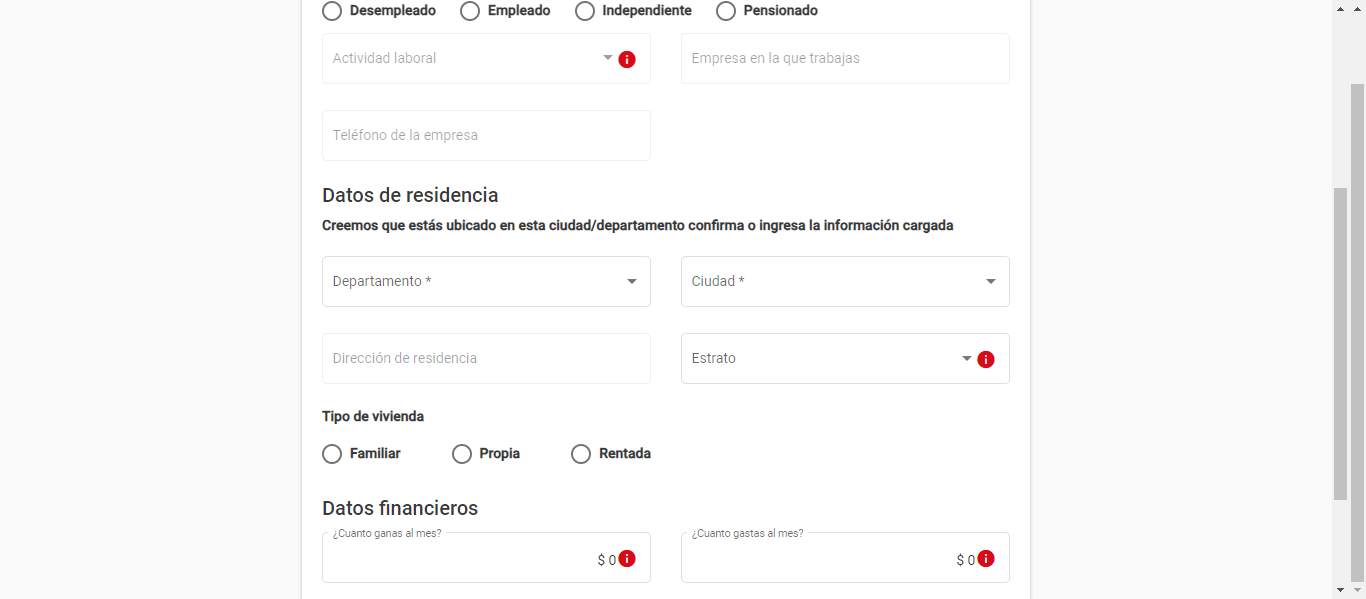 Desempleado Empleado Independiente Pensionado
Actividad laboral Empresa en la que trabajas
Teléfono de la empresa
Datos de residencia
Creemos que estás ubicado en esta ciudad/departamento confirma o ingresa la información cargada
Departamento * Ciudad *
Dirección de residencia Estrato
Tipo de vivienda
Familiar Propia Rentada
Datos financieros
¿Cuanto ganas al mes? ¿Cuanto gastas al mes?
$ 0 $ 0